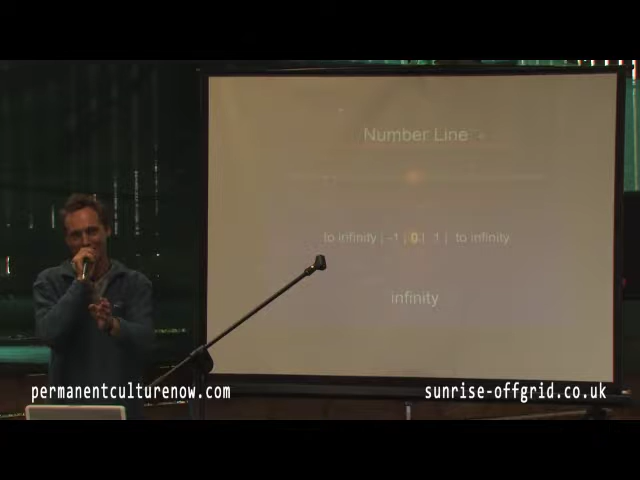 Number Line
to infinity | -1 | 0 | 1 | to infinity
infinity
permanentculturenow.com
sunrise-offgrid.co.uk